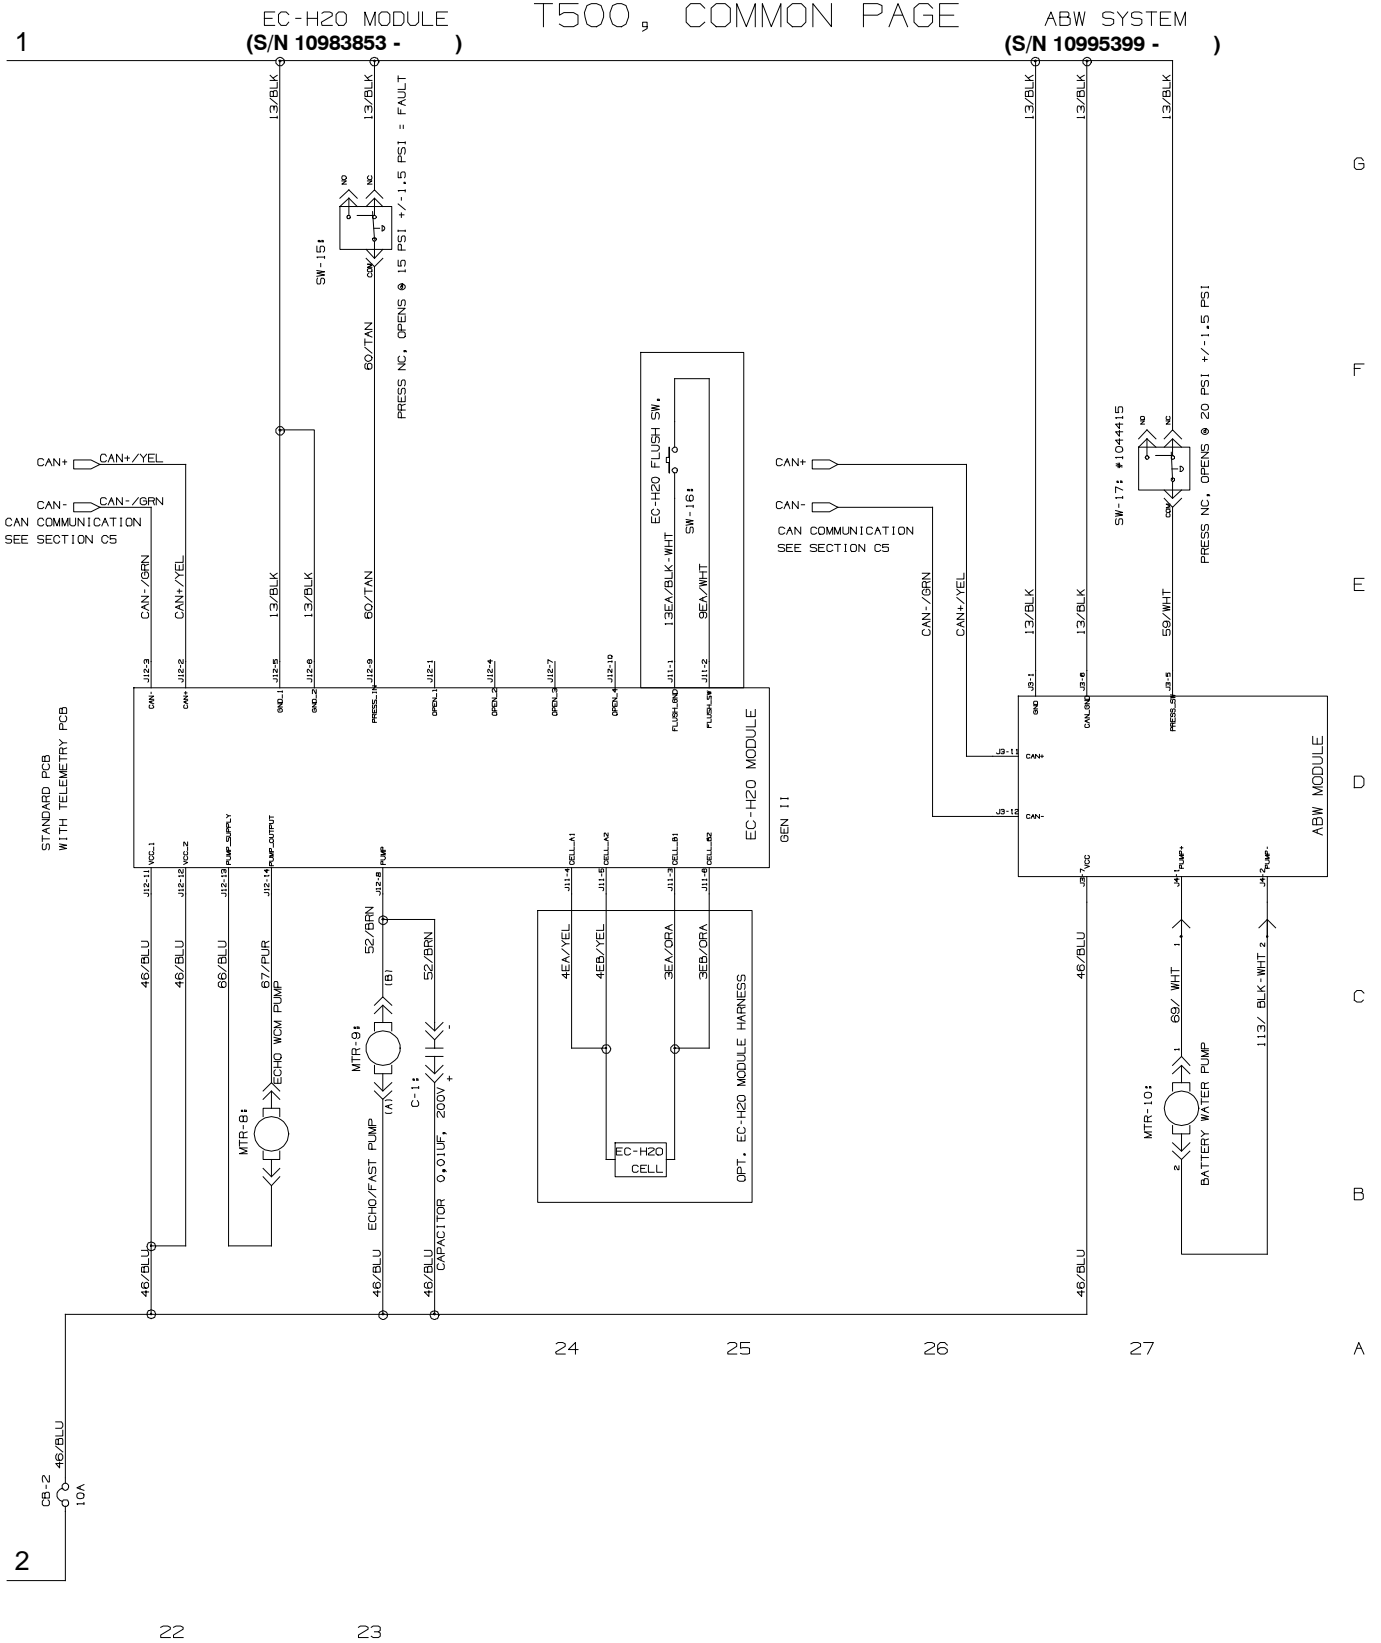 EC-H2O MODULE
(S/N 10983853 -        )
T500, COMMON PAGE
ABW SYSTEM
(S/N 10995399 -        )
1
13/BLK
13/BLK
13/BLK
13/BLK
13/BLK
G
NO
NC
SW-15:
COM
PRESS NC, OPENS @ 15 PSI +/-1.5 PSI = FAULT
60/TAN
F
EC-H2O FLUSH SW.
SW-16:
NO
NC
SW-17: #1044415
COM
PRESS NC, OPENS @ 20 PSI +/-1.5 PSI
CAN+
CAN+/YEL
CAN-
CAN-/GRN
CAN COMMUNICATION
SEE SECTION C5
CAN+
CAN-
CAN COMMUNICATION
SEE SECTION C5
CAN-/GRN
CAN+/YEL
13/BLK
13/BLK
60/TAN
13EA/BLK-WHT
9EA/WHT
CAN-/GRN
CAN+/YEL
13/BLK
13/BLK
59/WHT
E
J12-3
J12-2
J12-5
J12-6
J12-9
J12-1
J12-4
J12-7
J12-10
J11-1
J11-2
J3-1
J3-6
J3-5
CAN-
CAN+
GND_1
GND_2
PRESS_IN
OPEN_1
OPEN_2
OPEN_3
OPEN_4
FLUSH_GND
FLUSH_SW
GND
CAN_GND
PRESS_SW
STANDARD PCB
WITH TELEMETRY PCB
EC-H2O MODULE
GEN II
J3-11
CAN+
J3-12
CAN-
ABW MODULE
D
VCC_1
VCC_2
PUMP_SUPPLY
PUMP_OUTPUT
PUMP
CELL_A1
CELL_A2
CELL_B1
CELL_B2
VCC
PUMP+
PUMP-
J12-11
J12-12
J12-13
J12-14
J12-8
J11-4
J11-5
J11-3
J11-6
J3-7
J4-1
J4-2
46/BLU
46/BLU
66/BLU
67/PUR
52/BRN
52/BRN
4EA/YEL
4EB/YEL
3EA/ORA
3EB/ORA
46/BLU
1
69/ WHT
2
113/ BLK-WHT
C
ECHO WCM PUMP
MTR-8:
(B)
MTR-9:
(A)
ECHO/FAST PUMP
C-1:
-
+
CAPACITOR 0.01UF, 200V
EC-H2O
CELL
OPT. EC-H2O MODULE HARNESS
1
MTR-10:
2
BATTERY WATER PUMP
B
46/BLU
46/BLU
46/BLU
46/BLU
24
25
26
27
A
46/BLU
CB-2
10A
2
22
23